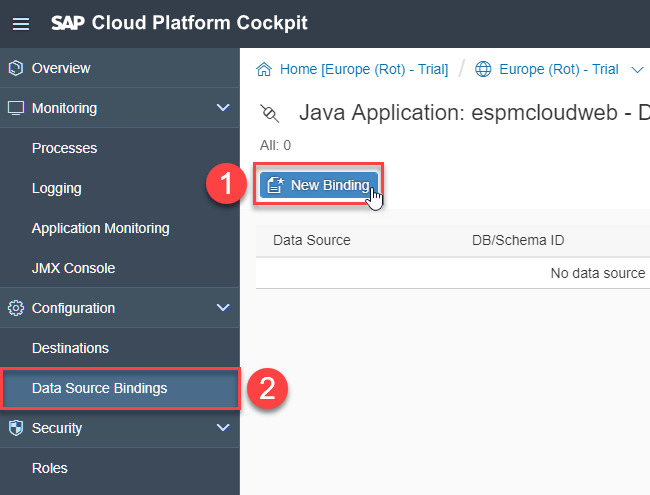 SAP Cloud Platform Cockpit
Overview
Monitoring
Processes
Logging
Application Monitoring
JMX Console
Configuration
Destinations
Data Source Bindings
2
Security
Roles
Home [Europe (Rot) - Trial] / Europe (Rot) - Trial
Java Application: espmcloudweb - D
All: 0
1
New Binding
Data Source DB/Schema ID
No data source